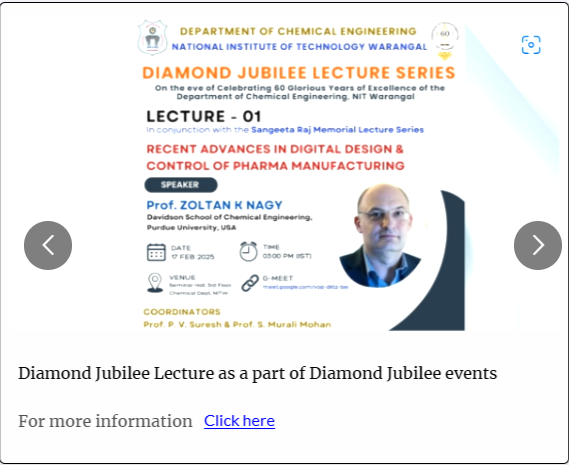 DEPARTMENT OF CHEMICAL ENGINEERING
NATIONAL INSTITUTE OF TECHNOLOGY WARANGAL
60
DIAMOND JUBILEE LECTURE SERIES
On the eve of Celebrating 60 Glorious Years of Excellence of the
Department of Chemical Engineering, NIT Warangal
LECTURE - 01
In conjunction with the Sangeeta Raj Memorial Lecture Series
RECENT ADVANCES IN DIGITAL DESIGN &
CONTROL OF PHARMA MANUFACTURING
SPEAKER
Prof. ZOLTAN K NAGY
Davidson School of Chemical Engineering,
Purdue University, USA
DATE
17 FEB 2025
TIME
03:00 PM (IST)
VENUE
Seminar Hall, 3rd Floor
Chemical Dept, NITW
G-MEET
COORDINATORS
Prof. P. V. Suresh & Prof. S. Murali Mohan
Diamond Jubilee Lecture as a part of Diamond Jubilee events
For more information Click here